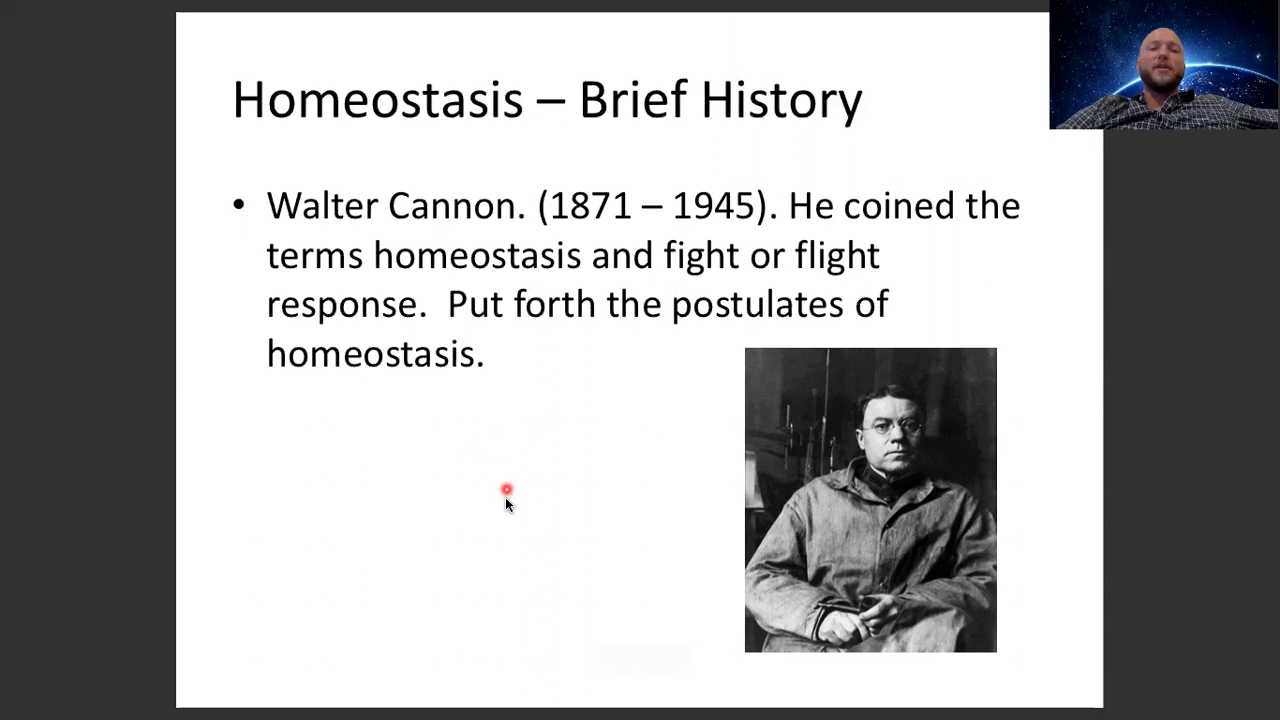 Homeostasis – Brief History
• Walter Cannon. (1871 – 1945). He coined the
terms homeostasis and fight or flight
response.  Put forth the postulates of
homeostasis.